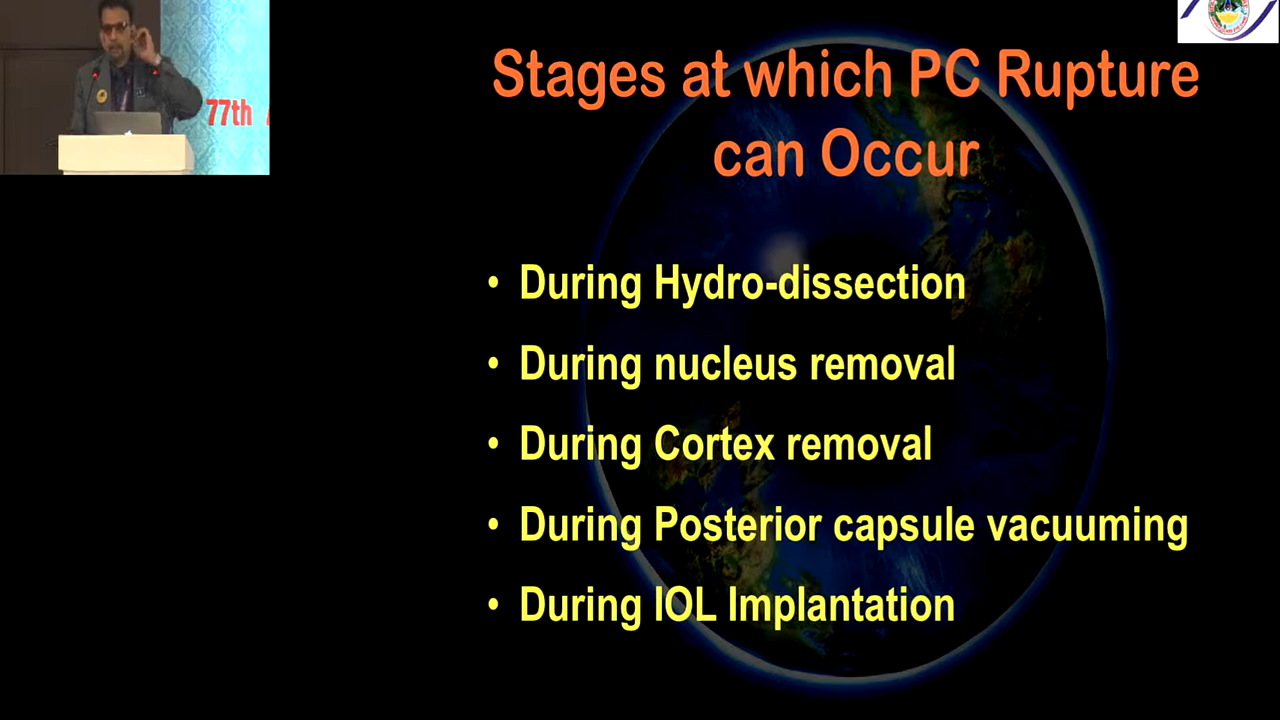 Stages at which PC Rupture
can Occur
77th
• During Hydro-dissection
• During nucleus removal
• During Cortex removal
• During Posterior capsule vacuuming
• During IOL Implantation